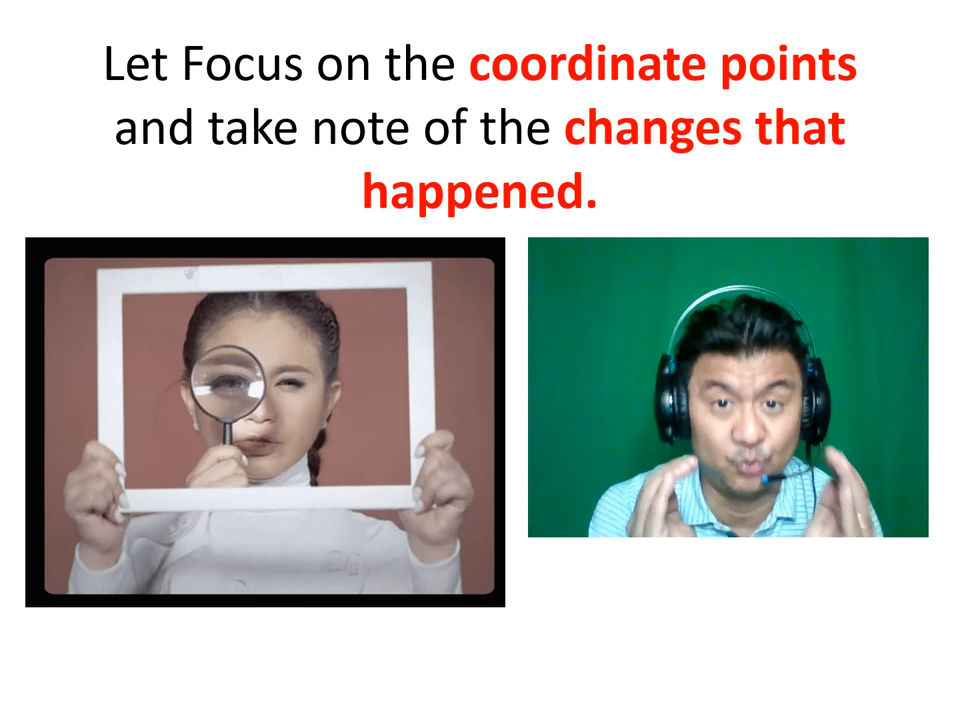 Let Focus on the coordinate points
and take note of the changes that
happened.